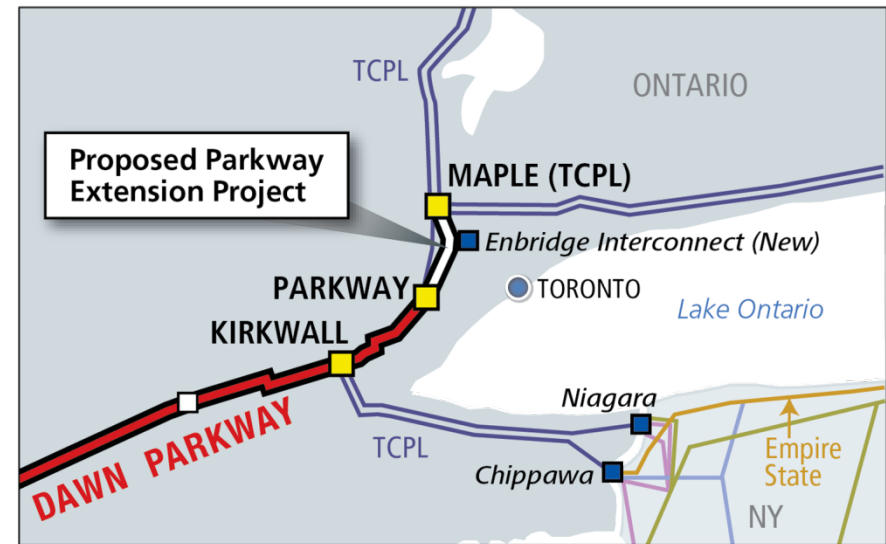 TCPL
ONTARIO
Proposed Parkway
Extension Project
MAPLE (TCPL)
Enbridge Interconnect (New)
PARKWAY
TORONTO
KIRKWALL
Lake Ontario
Niagara
DAWN PARKWAY
TCPL
Empire
State
Chippawa
NY